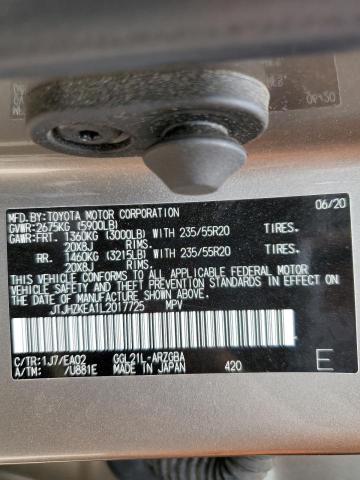 MFD.BY:TOYOTA MOTOR CORPORATION 06/20
GVWR:2675KG (5900LB)
GAWR:FRT. 1360KG (3000LB) WITH 235/55R20 TIRES.
20X8J RIMS.
RR. 1460KG (3215LB) WITH 235/55R20 TIRES.
20X8J RIMS.
THIS VEHICLE CONFORMS TO ALL APPLICABLE FEDERAL MOTOR
VEHICLE SAFETY AND THEFT PREVENTION STANDARDS IN
EFFECT ON THE DATE OF MANUFACTURE SHOWN ABOVE.
JTJHZKEA1L2017725 MPV
C/TR:1J7/EA02 GGL21L-ARZGBA
A/TM: /U881E MADE IN JAPAN 420 E